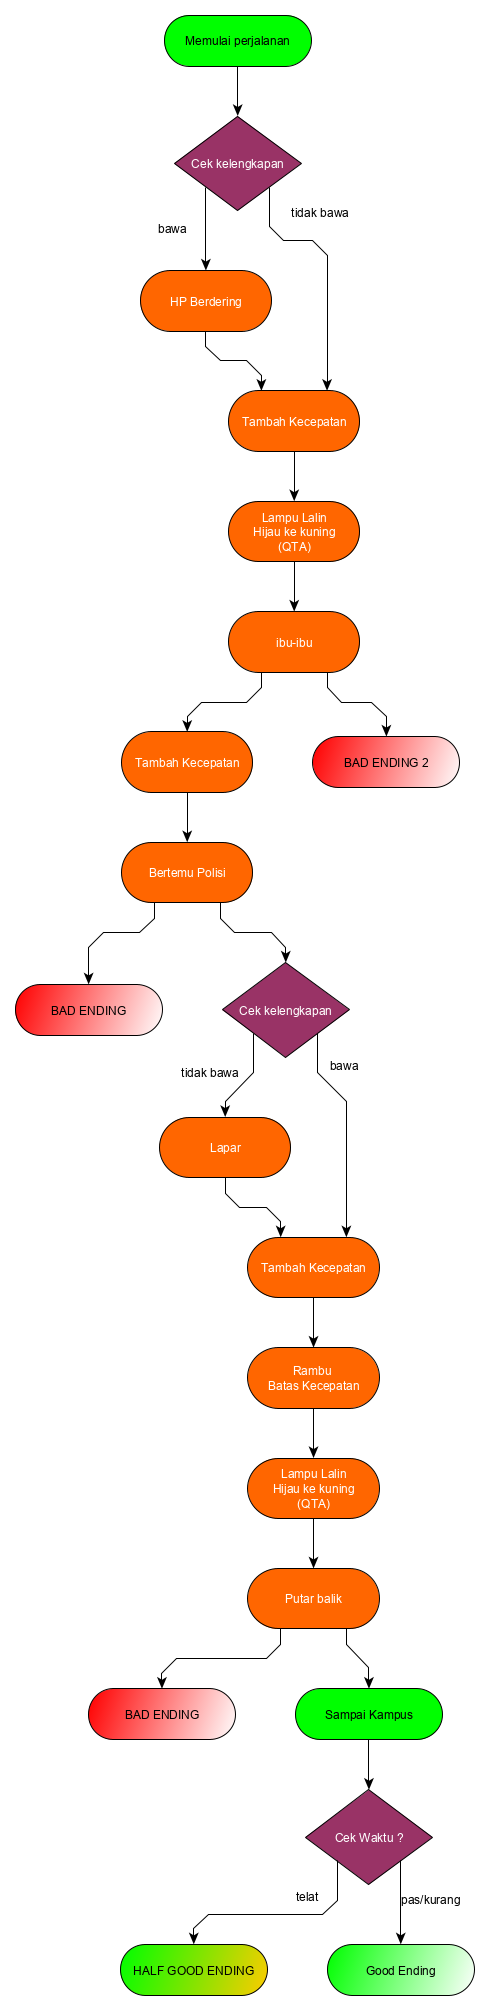 Memulai perjalanan
Cek kelengkapan
bawa
tidak bawa
HP Berdering
Tambah Kecepatan
Lampu Lalin
Hijau ke kuning
(QTA)
ibu-ibu
Tambah Kecepatan
BAD ENDING 2
Bertemu Polisi
BAD ENDING
Cek kelengkapan
tidak bawa
bawa
Lapar
Tambah Kecepatan
Rambu
Batas Kecepatan
Lampu Lalin
Hijau ke kuning
(QTA)
Putar balik
BAD ENDING
Sampai Kampus
Cek Waktu ?
telat
pas/kurang
HALF GOOD ENDING
Good Ending